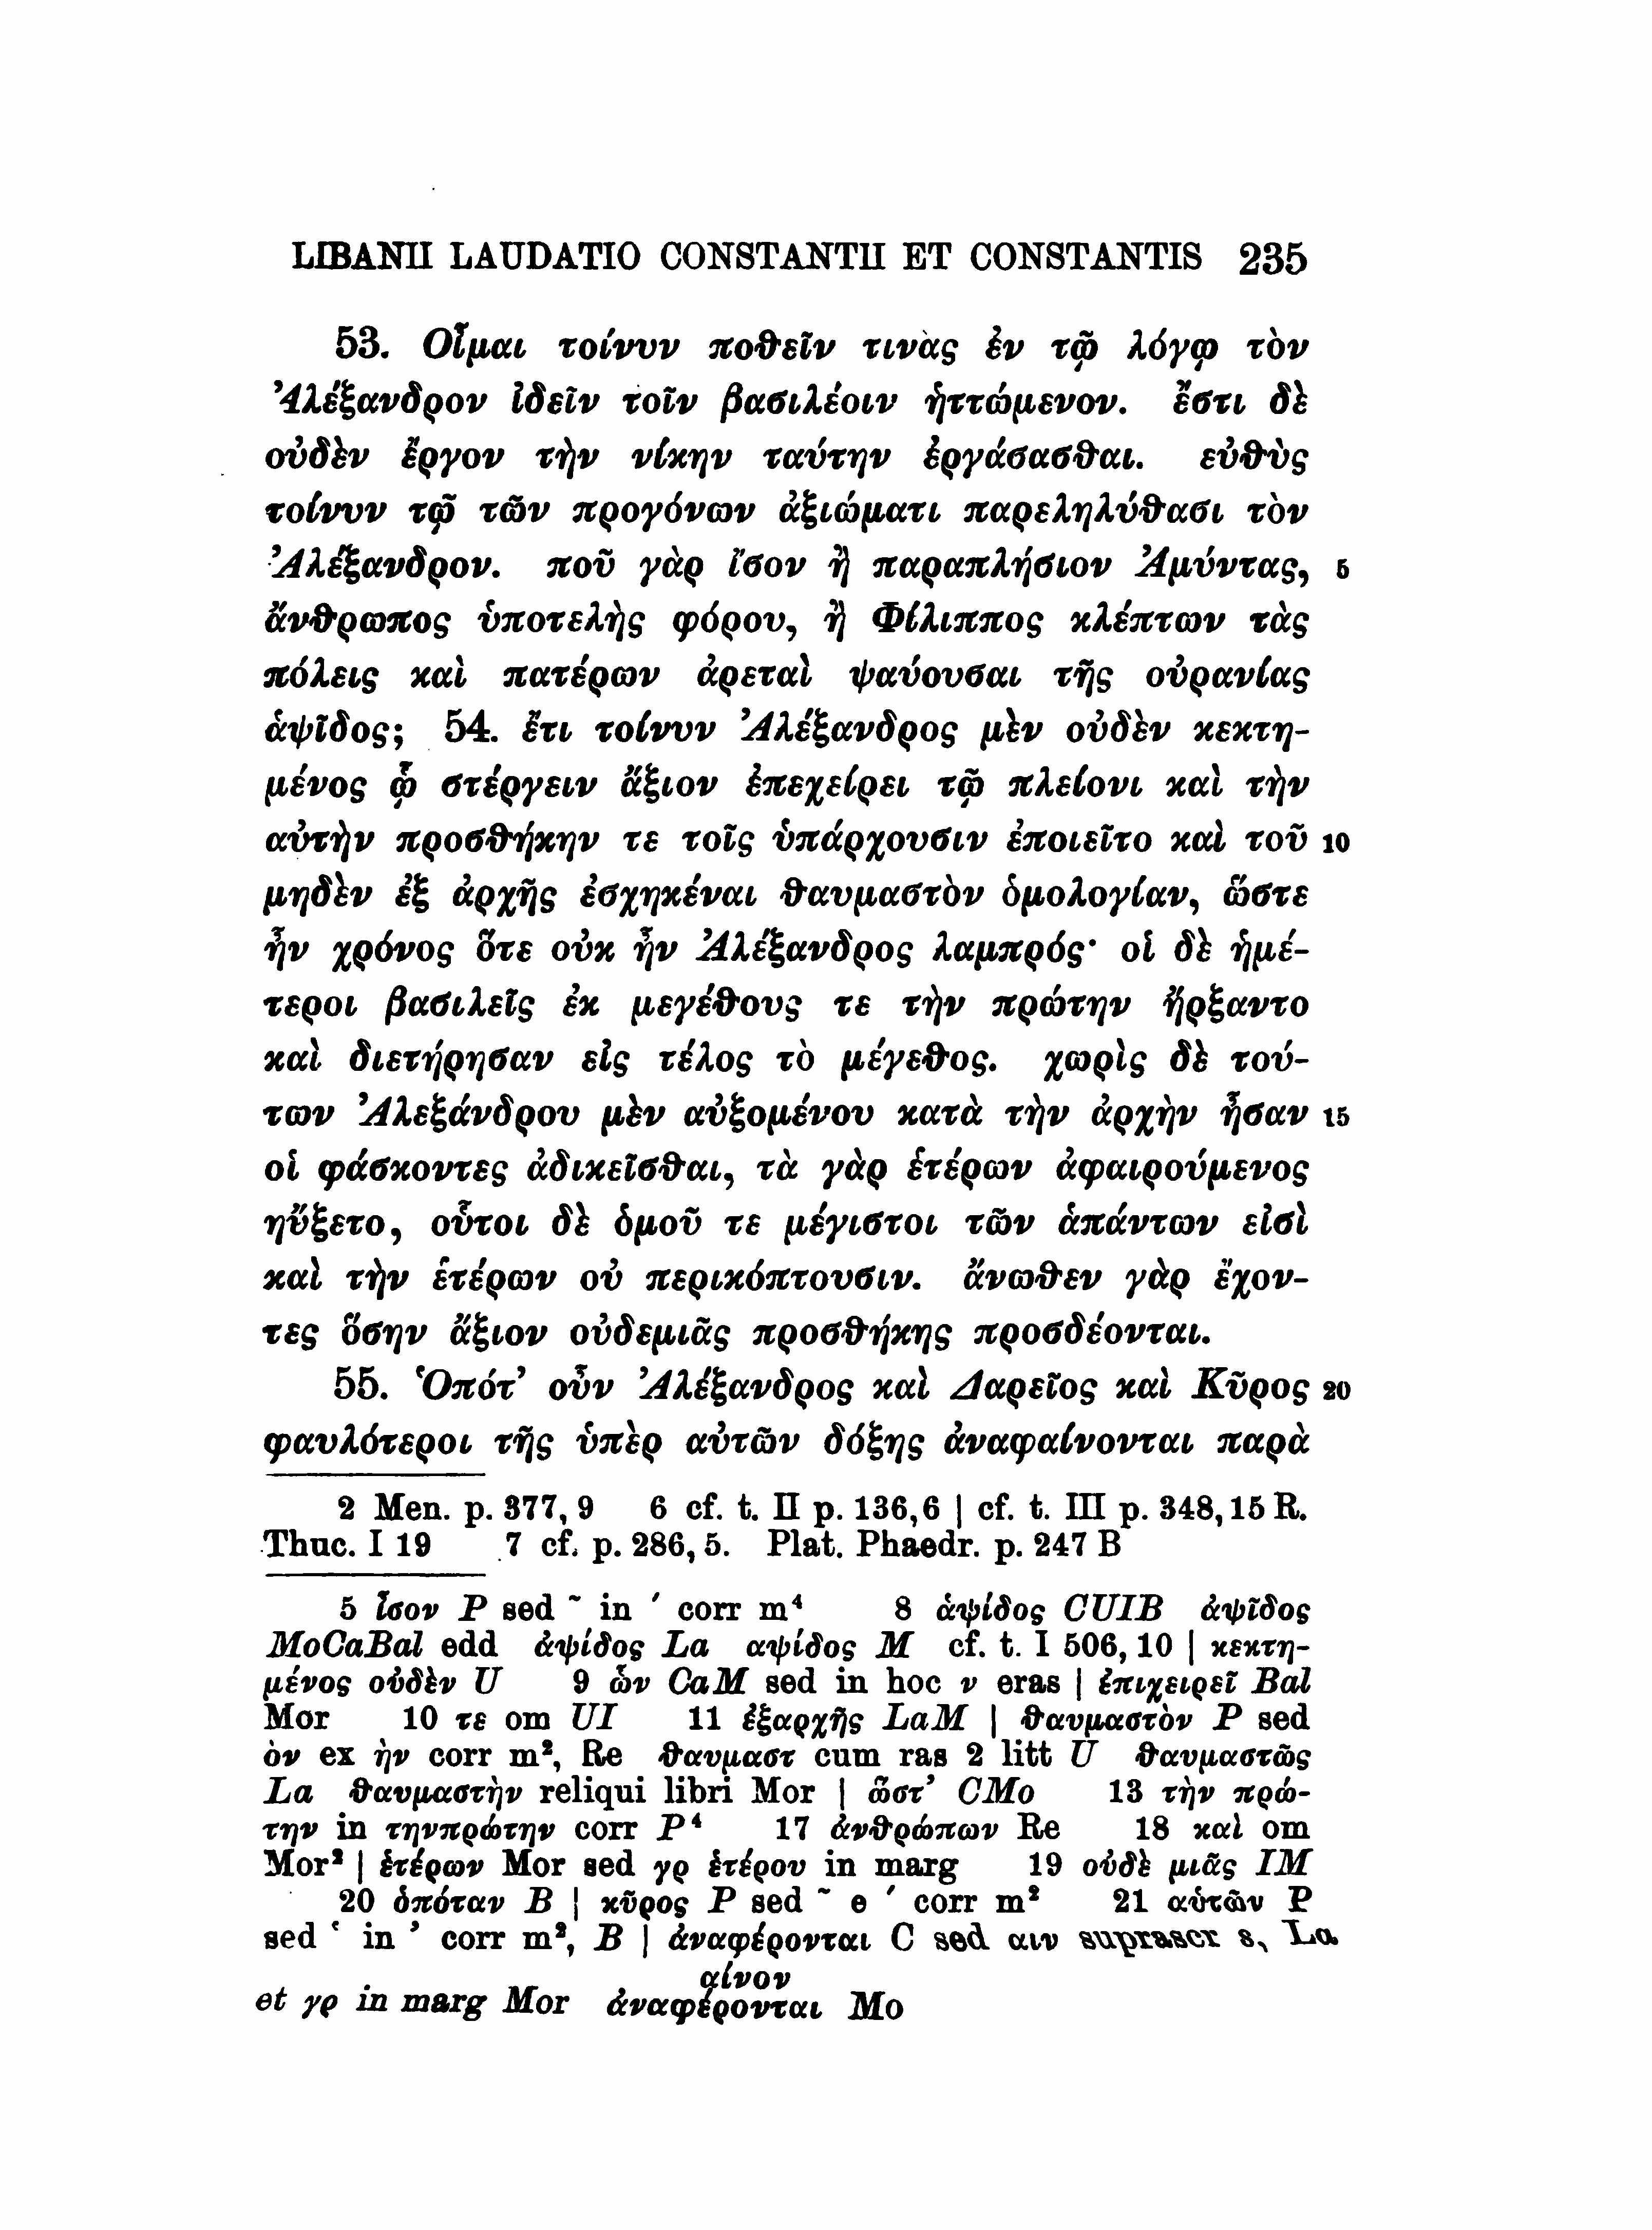 LIBANII LAUDATIO CONSTANTII ET CONSTANTIS 235
53. Οἶμαι τοίνυν ποθεῖν τινὰς ἐν τῷ λόγῳ τὸν
Ἀλέξανδρον ἰδεῖν τοῖν βασιλέοιν ἡττώμενον. ἔστι δὲ
οὐδὲν ἔργον τὴν νίκην ταύτην ἐργάσασθαι. εὐθὺς
τοίνυν τῷ τῶν προγόνων ἀξιώματι παρεληλύθασι τὸν
Ἀλέξανδρον. ποῦ γὰρ ἴσον ἢ παραπλήσιον Ἀμύντας, 5
ἄνθρωπος ὑποτελὴς φόρου, ἢ Φίλιππος κλέπτων τὰς
πόλεις καὶ πατέρων ἀρεταὶ ψαύουσαι τῆς οὐρανίας
ἁψῖδος; 54. ἔτι τοίνυν Ἀλέξανδρος μὲν οὐδὲν κεκτη-
μένος ᾧ στέργειν ἄξιον ἐπεχείρει τῷ πλείονι καὶ τὴν
αὐτὴν προσθήκην τε τοῖς ὑπάρχουσιν ἐποιεῖτο καὶ τοῦ 10
μηδὲν ἐξ ἀρχῆς ἐσχηκέναι θαυμαστὸν ὁμολογίαν, ὥστε
ἦν χρόνος ὅτε οὐκ ἦν Ἀλέξανδρος λαμπρός· οἱ δὲ ἡμέ-
τεροι βασιλεῖς ἐκ μεγέθους τε τὴν πρώτην ἤρξαντο
καὶ διετήρησαν εἰς τέλος τὸ μέγεθος. χωρὶς δὲ τού-
των Ἀλεξάνδρου μὲν αὐξομένου κατὰ τὴν ἀρχὴν ἦσαν 15
οἱ φάσκοντες ἀδικεῖσθαι, τὰ γὰρ ἑτέρων ἀφαιρούμενος
ηὔξετο, οὗτοι δὲ ὁμοῦ τε μέγιστοι τῶν ἁπάντων εἰσὶ
καὶ τὴν ἑτέρων οὐ περικόπτουσιν. ἄνωθεν γὰρ ἔχον-
τες ὅσην ἄξιον οὐδεμιᾶς προσθήκης προσδέονται.
55. Ὁπότ’ οὖν Ἀλέξανδρος καὶ Δαρεῖος καὶ Κῦρος 20
φαυλότεροι τῆς ὑπὲρ αὐτῶν δόξης ἀναφαίνονται παρὰ
2 Men. p. 377, 9 6 cf. t. II p. 136,6 | cf. t. III p. 348,15 R.
Thuc. I 19 7 cf. p. 286, 5. Plat. Phaedr. p. 247 B
5 ἶσον P sed ῀ in ΄ corr m⁴ 8 ἁψίδος CUIB ἀψῖδος
MoCaBal edd ἀψίδος La αψίδος M cf. t. I 506, 10 | κεκτη-
μένος οὐδὲν U 9 ὧν CaM sed in hoc ν eras | ἐπιχειρεῖ Bal
Mor 10 τε om UI 11 ἐξαρχῆς LaM | θαυμαστὸν P sed
ὸν ex ὴν corr m², Re θαυμαστ cum ras 2 litt U θαυμαστῶς
La θαυμαστὴν reliqui libri Mor | ὥστ’ CMo 13 τὴν πρώ-
την in τηνπρώτην corr P⁴ 17 ἀνθρώπων Re 18 καὶ om
Mor² | ἑτέρων Mor sed γρ ἑτέρου in marg 19 οὐδὲ μιᾶς IM
20 ὁπόταν B | κῦρος P sed ῀ e ΄ corr m² 21 αὑτῶν P
sed ῾ in ᾿ corr m², B | ἀναφέρονται C sed αιν suprascr s, La
αίνον
et γρ in marg Mor ἀναφέρονται Mo